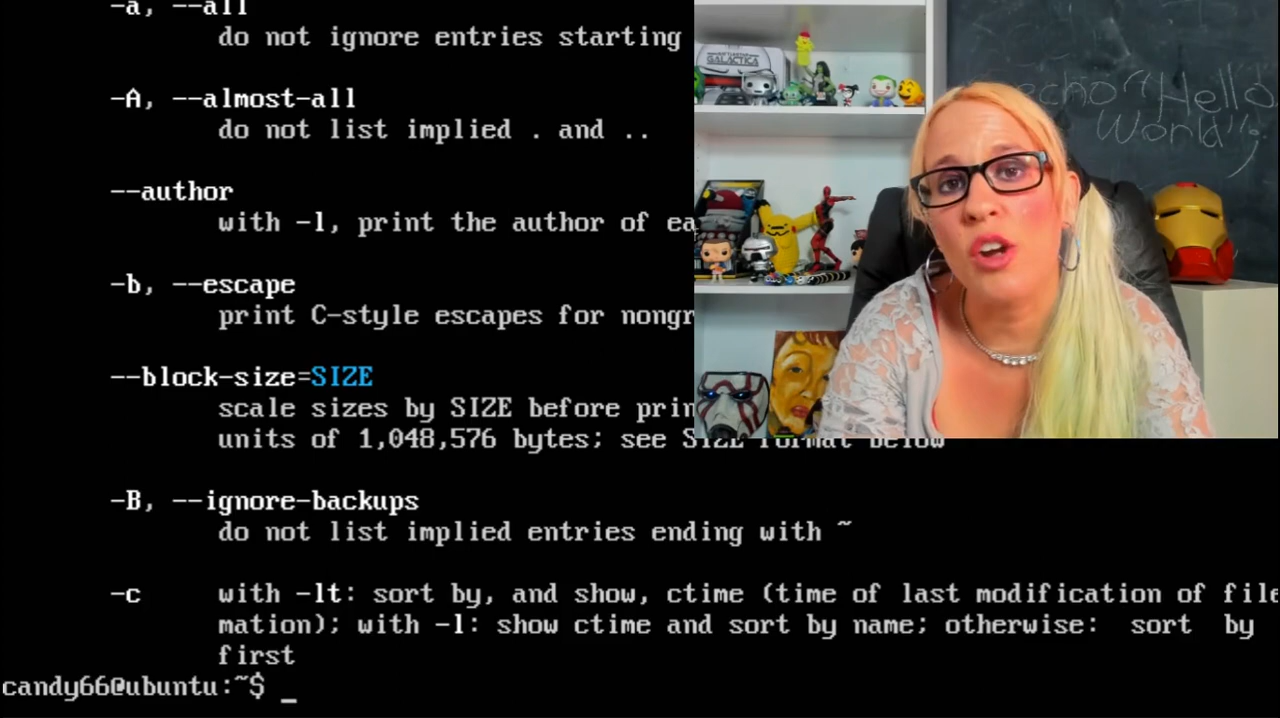 -a, --all
do not ignore entries starting
-A, --almost-all
do not list implied . and ..
--author
with -l, print the author of ea
-b, --escape
print C-style escapes for nongr
--block-size=SIZE
scale sizes by SIZE before prin
units of 1,048,576 bytes; see SIZE format below
-B, --ignore-backups
do not list implied entries ending with ~
-c with -lt: sort by, and show, ctime (time of last modification of file
mation); with -l: show ctime and sort by name; otherwise: sort by
first
candy66@ubuntu:~$ _
GALACTICA
echo "Hello
World";